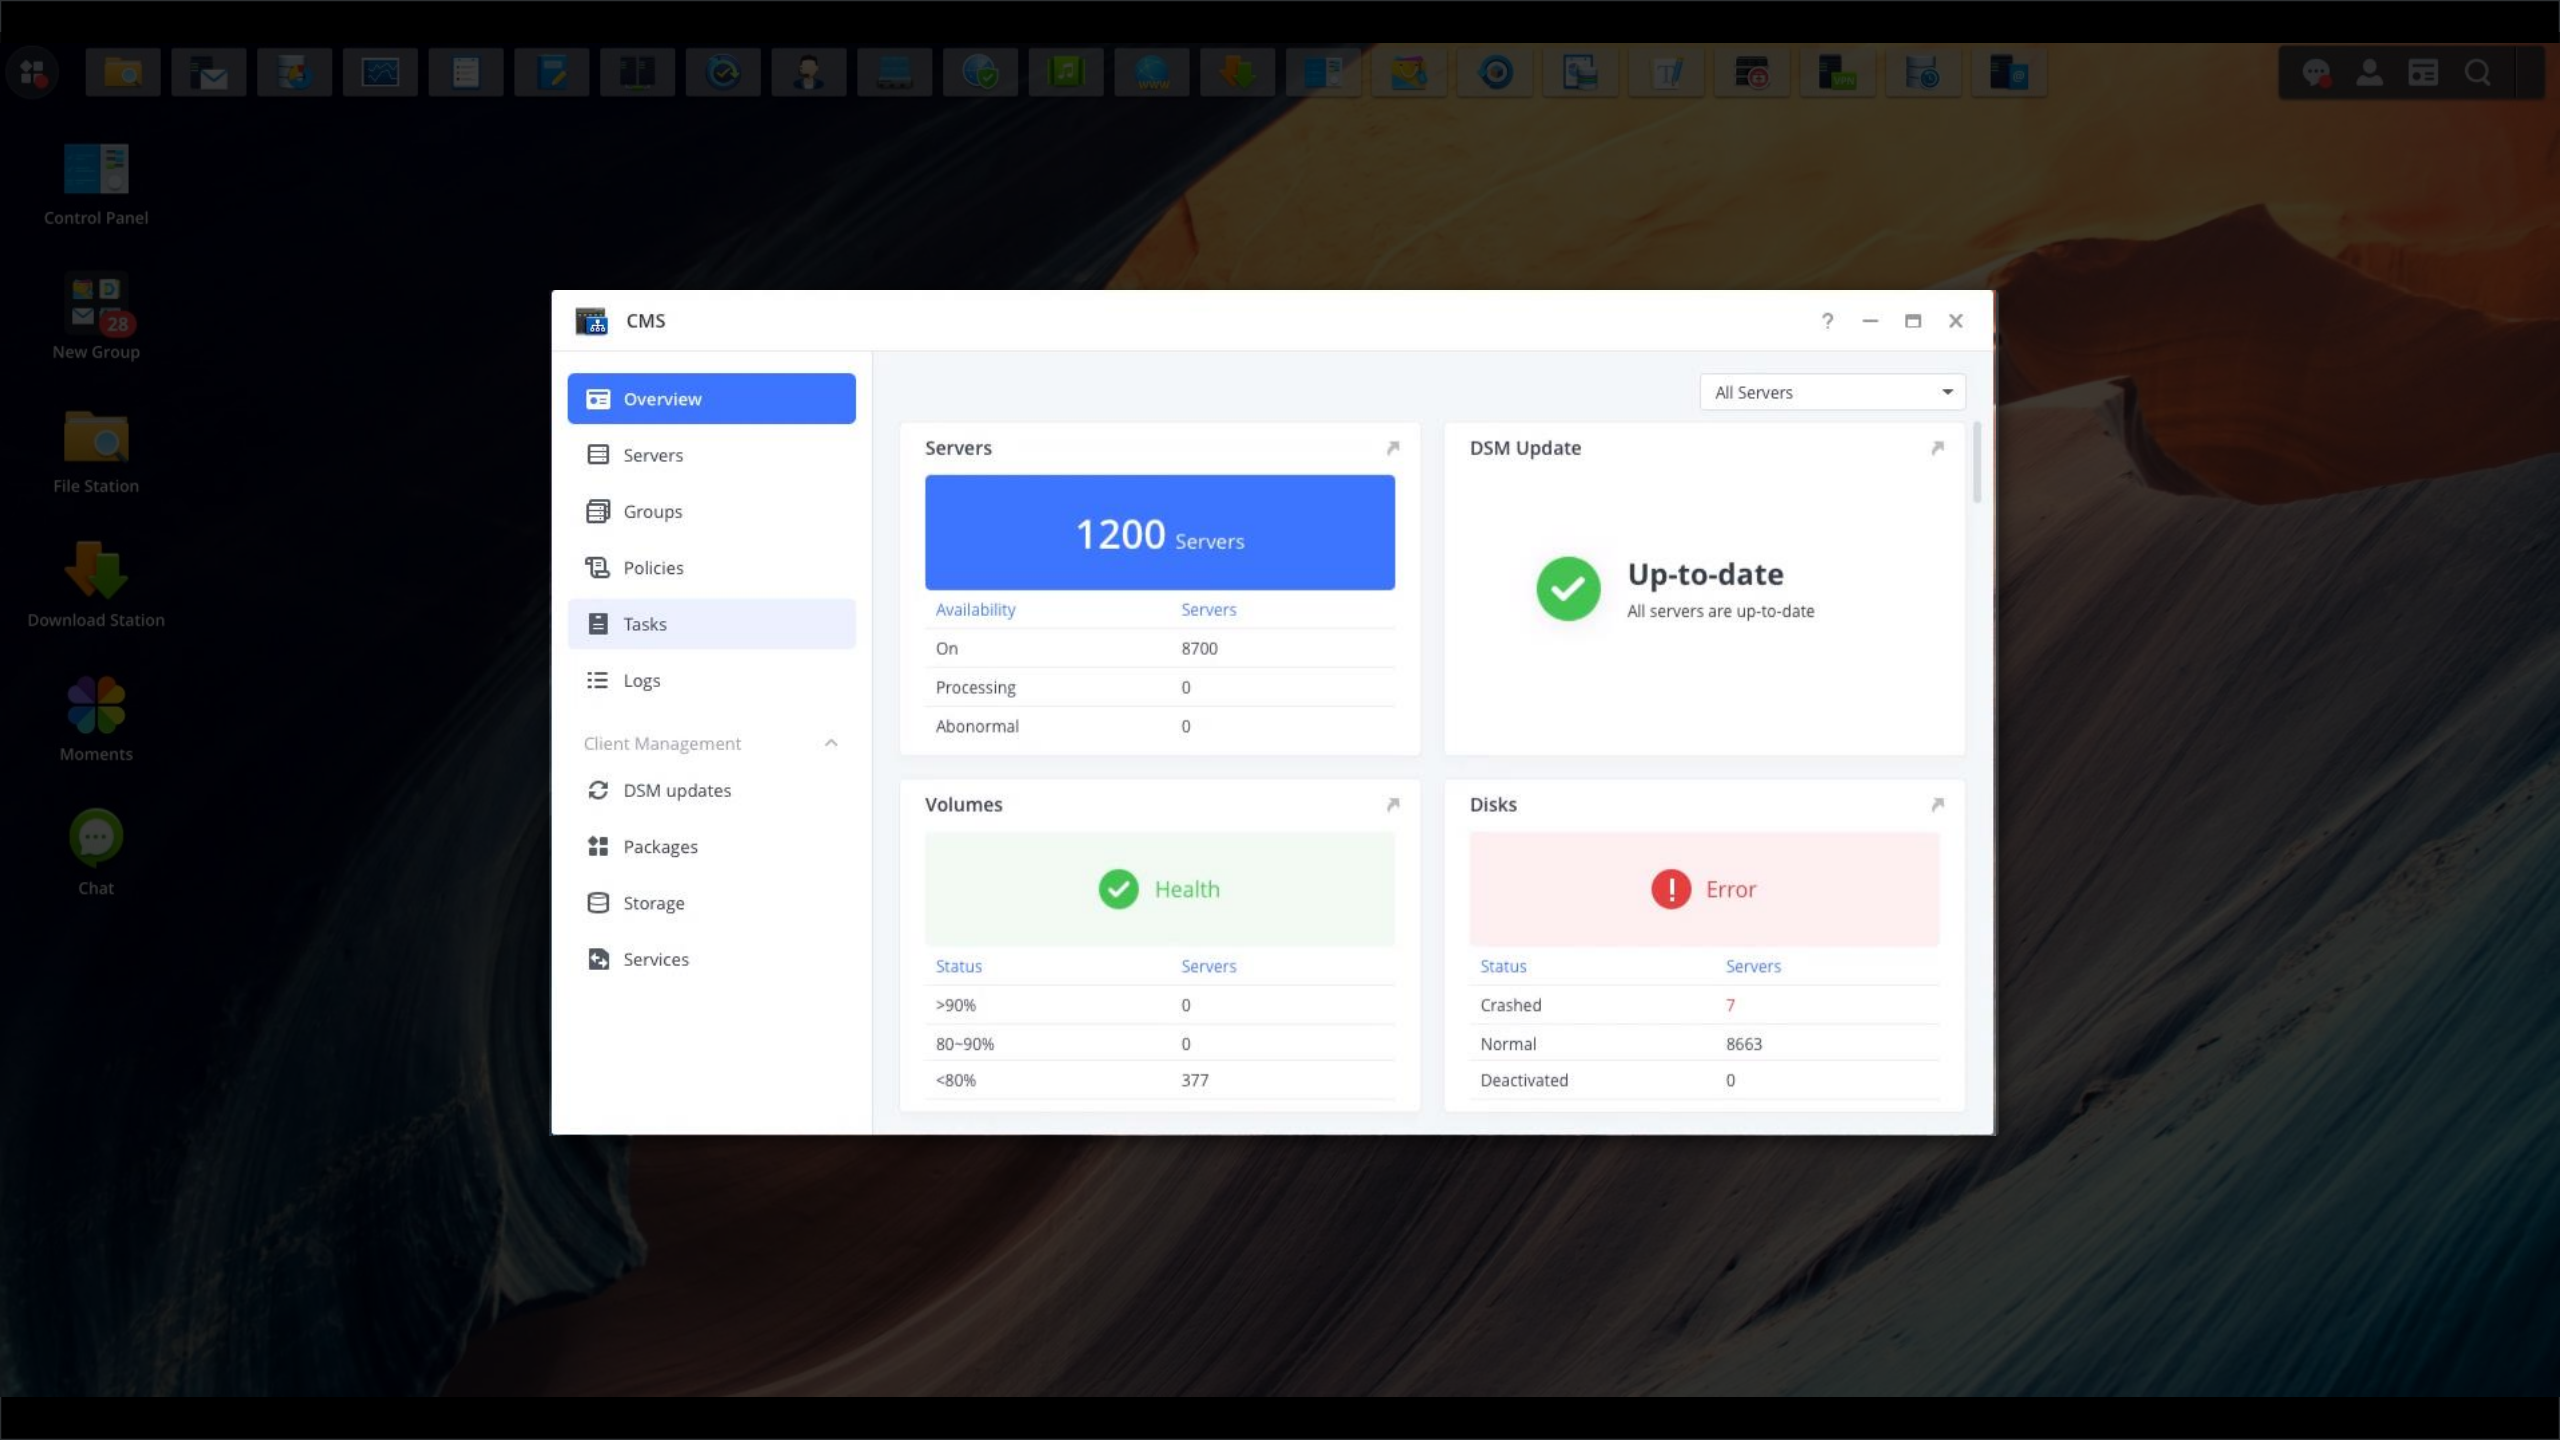 Control Panel
28
New Group
File Station
Download Station
Moments
Chat
CMS
?
Overview
Servers
Groups
Policies
Tasks
Logs
Client Management
DSM updates
Packages
Storage
Services
All Servers
Servers
1200 Servers
Availability Servers
On 8700
Processing 0
Abonormal 0
DSM Update
Up-to-date
All servers are up-to-date
Volumes
Health
Status Servers
>90% 0
80~90% 0
<80% 377
Disks
Error
Status Servers
Crashed 7
Normal 8663
Deactivated 0
WWW
VPN